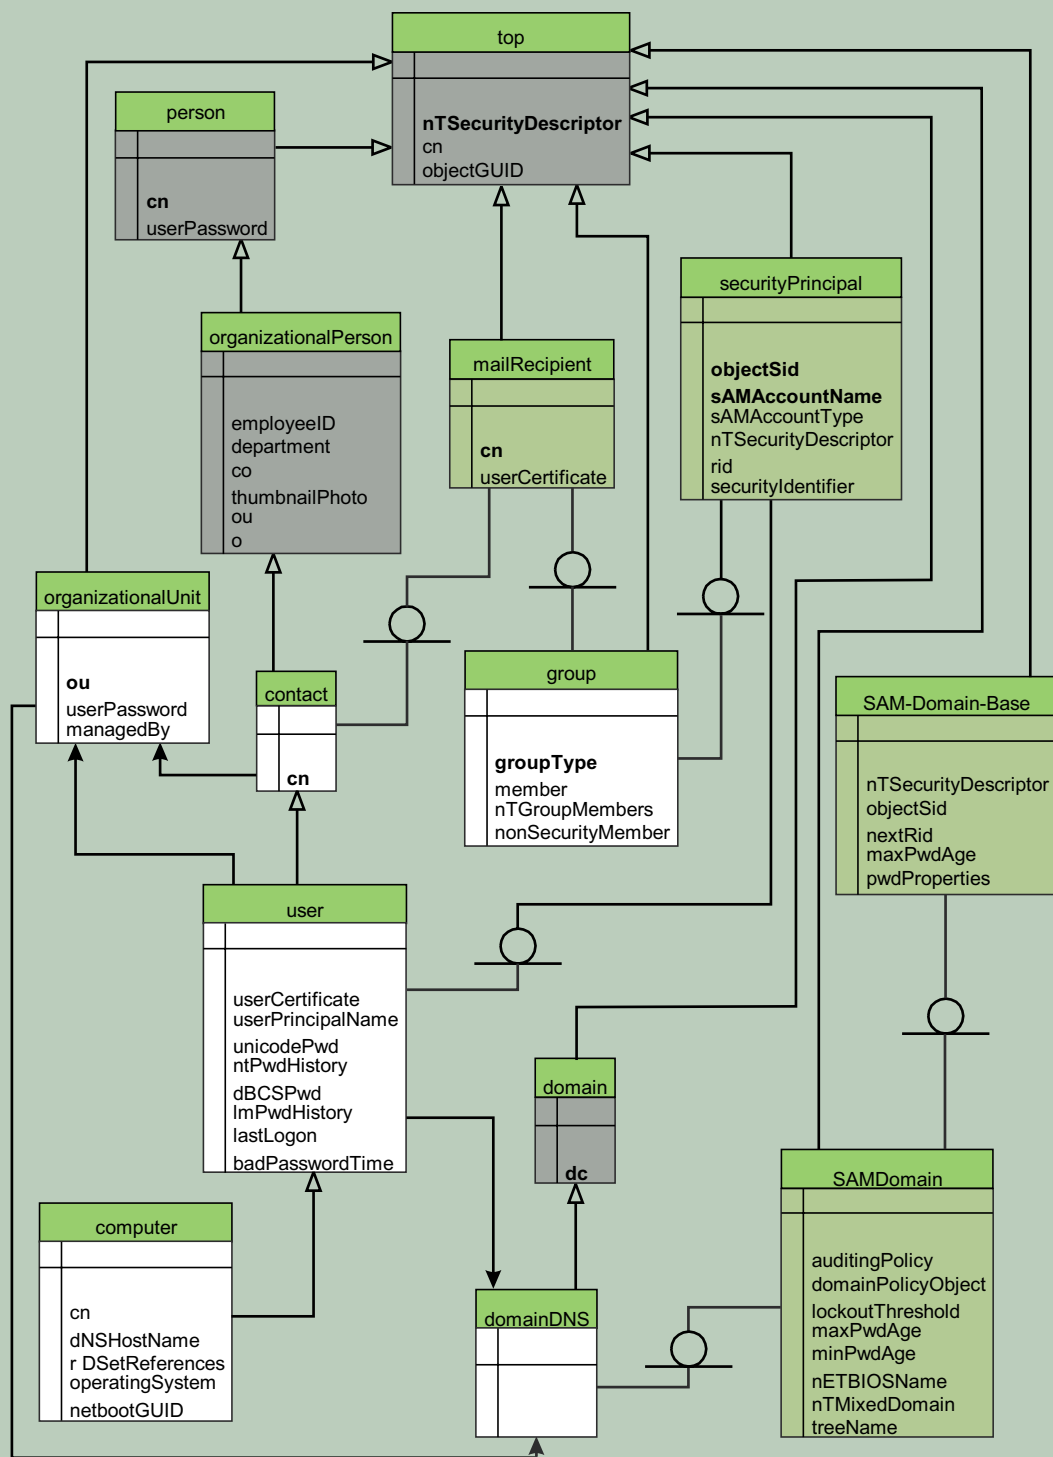 top
nTSecurityDescriptor
cn
objectGUID
person
cn
userPassword
securityPrincipal
objectSid
sAMAccountName
sAMAccountType
nTSecurityDescriptor
rid
securityIdentifier
organizationalPerson
employeeID
department
co
thumbnailPhoto
ou
o
mailRecipient
cn
userCertificate
organizationalUnit
ou
userPassword
managedBy
contact
cn
group
groupType
member
nTGroupMembers
nonSecurityMember
SAM-Domain-Base
nTSecurityDescriptor
objectSid
nextRid
maxPwdAge
pwdProperties
user
userCertificate
userPrincipalName
unicodePwd
ntPwdHistory
dBCSPwd
lmPwdHistory
lastLogon
badPasswordTime
domain
dc
SAMDomain
auditingPolicy
domainPolicyObject
lockoutThreshold
maxPwdAge
minPwdAge
nETBIOSName
nTMixedDomain
treeName
computer
cn
dNSHostName
r DSetReferences
operatingSystem
netbootGUID
domainDNS